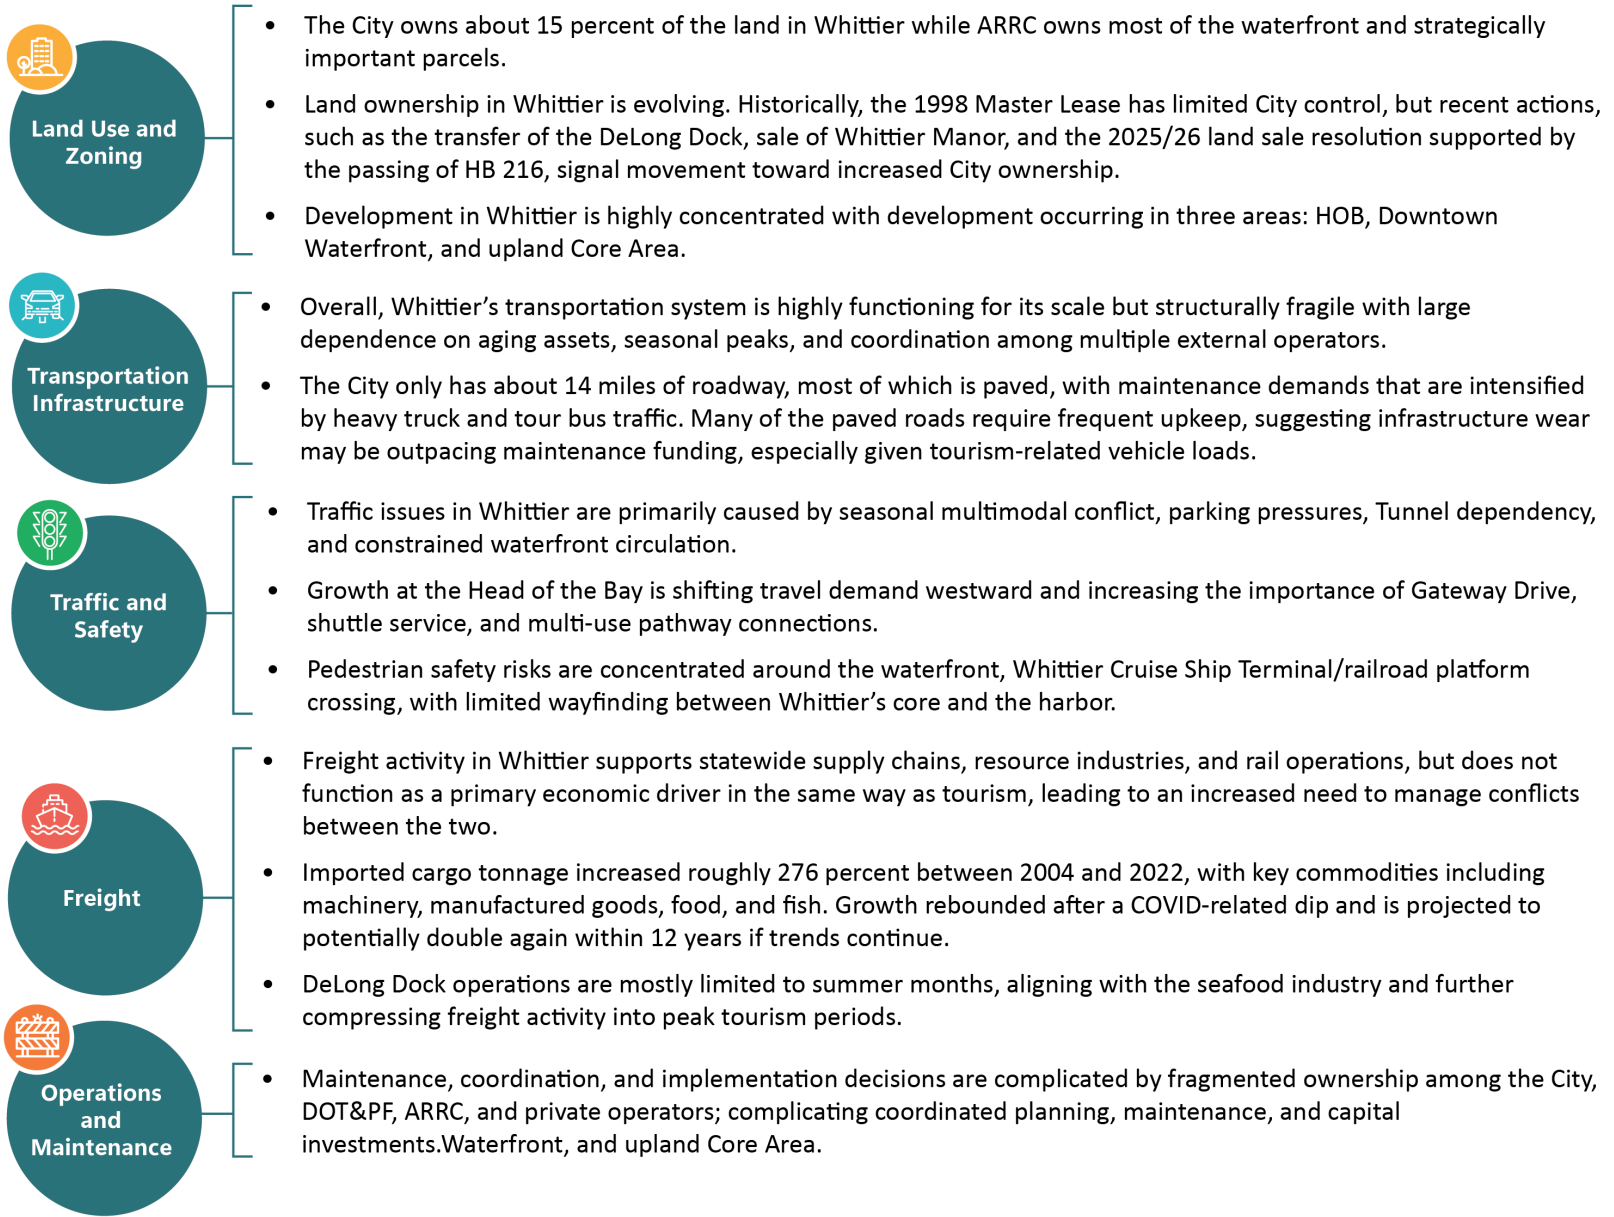 Land Use and
Zoning
• The City owns about 15 percent of the land in Whittier while ARRC owns most of the waterfront and strategically
important parcels.
• Land ownership in Whittier is evolving. Historically, the 1998 Master Lease has limited City control, but recent actions,
such as the transfer of the DeLong Dock, sale of Whittier Manor, and the 2025/26 land sale resolution supported by
the passing of HB 216, signal movement toward increased City ownership.
• Development in Whittier is highly concentrated with development occurring in three areas: HOB, Downtown
Waterfront, and upland Core Area.
Transportation
Infrastructure
• Overall, Whittier’s transportation system is highly functioning for its scale but structurally fragile with large
dependence on aging assets, seasonal peaks, and coordination among multiple external operators.
• The City only has about 14 miles of roadway, most of which is paved, with maintenance demands that are intensified
by heavy truck and tour bus traffic. Many of the paved roads require frequent upkeep, suggesting infrastructure wear
may be outpacing maintenance funding, especially given tourism-related vehicle loads.
Traffic and
Safety
• Traffic issues in Whittier are primarily caused by seasonal multimodal conflict, parking pressures, Tunnel dependency,
and constrained waterfront circulation.
• Growth at the Head of the Bay is shifting travel demand westward and increasing the importance of Gateway Drive,
shuttle service, and multi-use pathway connections.
• Pedestrian safety risks are concentrated around the waterfront, Whittier Cruise Ship Terminal/railroad platform
crossing, with limited wayfinding between Whittier’s core and the harbor.
Freight
• Freight activity in Whittier supports statewide supply chains, resource industries, and rail operations, but does not
function as a primary economic driver in the same way as tourism, leading to an increased need to manage conflicts
between the two.
• Imported cargo tonnage increased roughly 276 percent between 2004 and 2022, with key commodities including
machinery, manufactured goods, food, and fish. Growth rebounded after a COVID-related dip and is projected to
potentially double again within 12 years if trends continue.
• DeLong Dock operations are mostly limited to summer months, aligning with the seafood industry and further
compressing freight activity into peak tourism periods.
Operations
and
Maintenance
• Maintenance, coordination, and implementation decisions are complicated by fragmented ownership among the City,
DOT&PF, ARRC, and private operators; complicating coordinated planning, maintenance, and capital
investments.Waterfront, and upland Core Area.